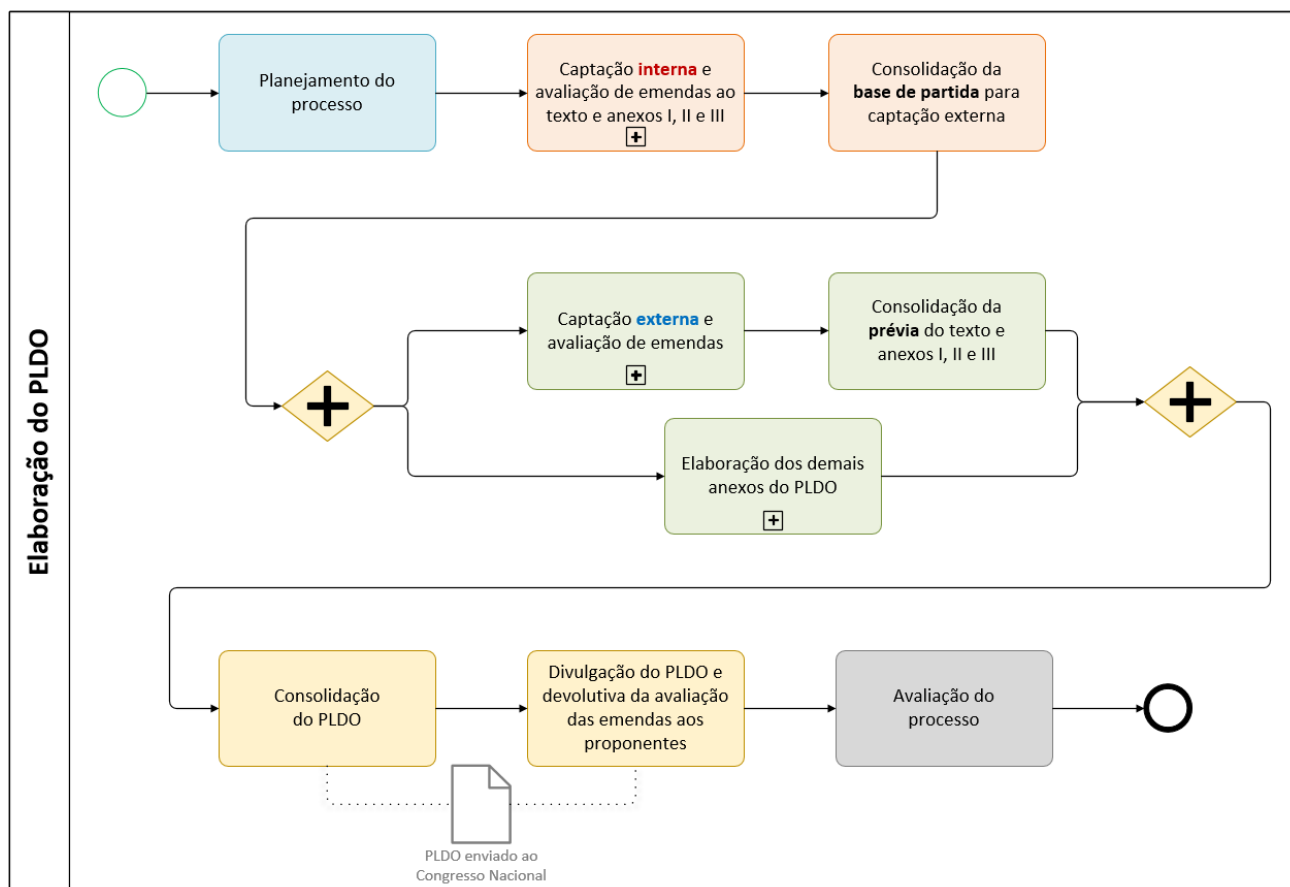 Elaboração do PLDO
Planejamento do
processo
Captação interna e
avaliação de emendas ao
texto e anexos I, II e III
Consolidação da
base de partida para
captação externa
Captação externa e
avaliação de emendas
Consolidação da
prévia do texto e
anexos I, II e III
Elaboração dos demais
anexos do PLDO
Consolidação
do PLDO
Divulgação do PLDO e
devolutiva da avaliação
das emendas aos
proponentes
Avaliação do
processo
PLDO enviado ao
Congresso Nacional